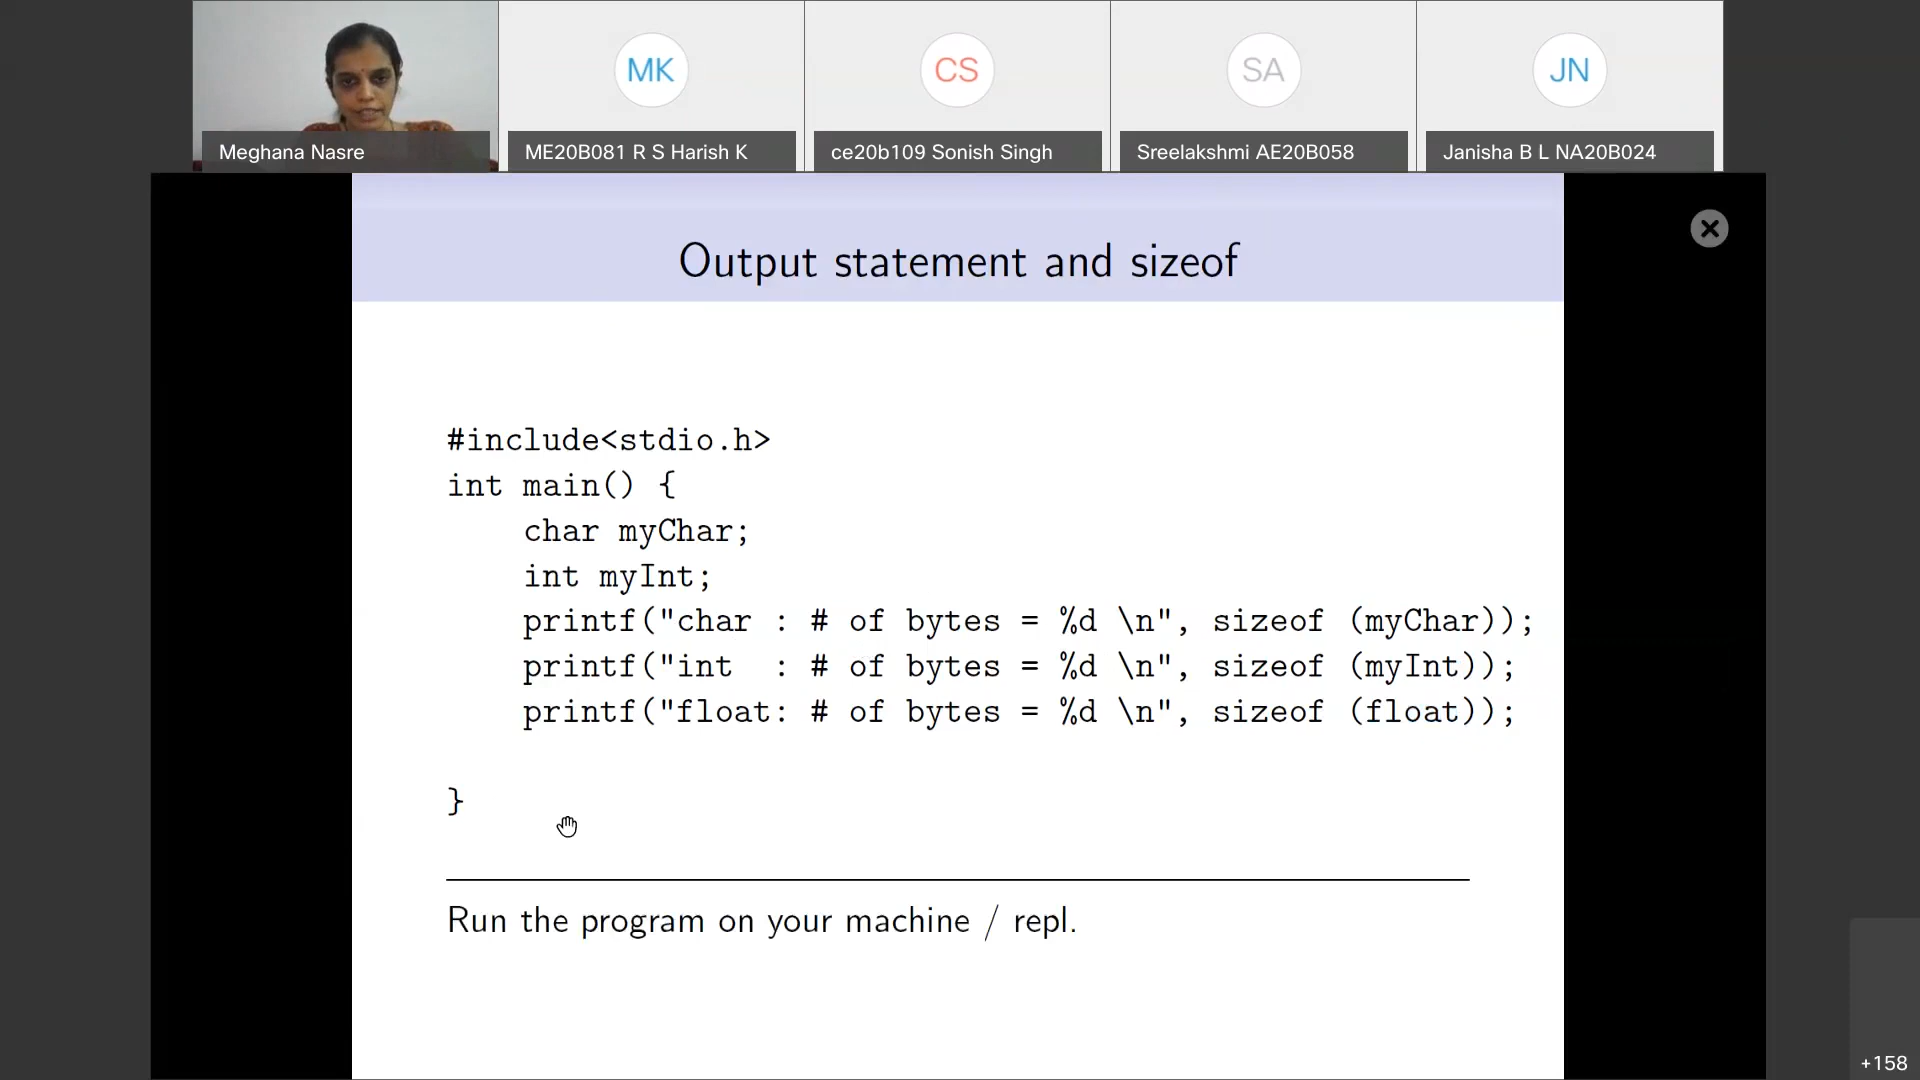 MK
CS
SA
JN
Meghana Nasre
ME20B081 R S Harish K
ce20b109 Sonish Singh
Sreelakshmi AE20B058
Janisha B L NA20B024
Output statement and sizeof
#include<stdio.h>
int main() {
char myChar;
int myInt;
printf("char : # of bytes = %d \n", sizeof (myChar));
printf("int  : # of bytes = %d \n", sizeof (myInt));
printf("float: # of bytes = %d \n", sizeof (float));
}
Run the program on your machine / repl.
+158